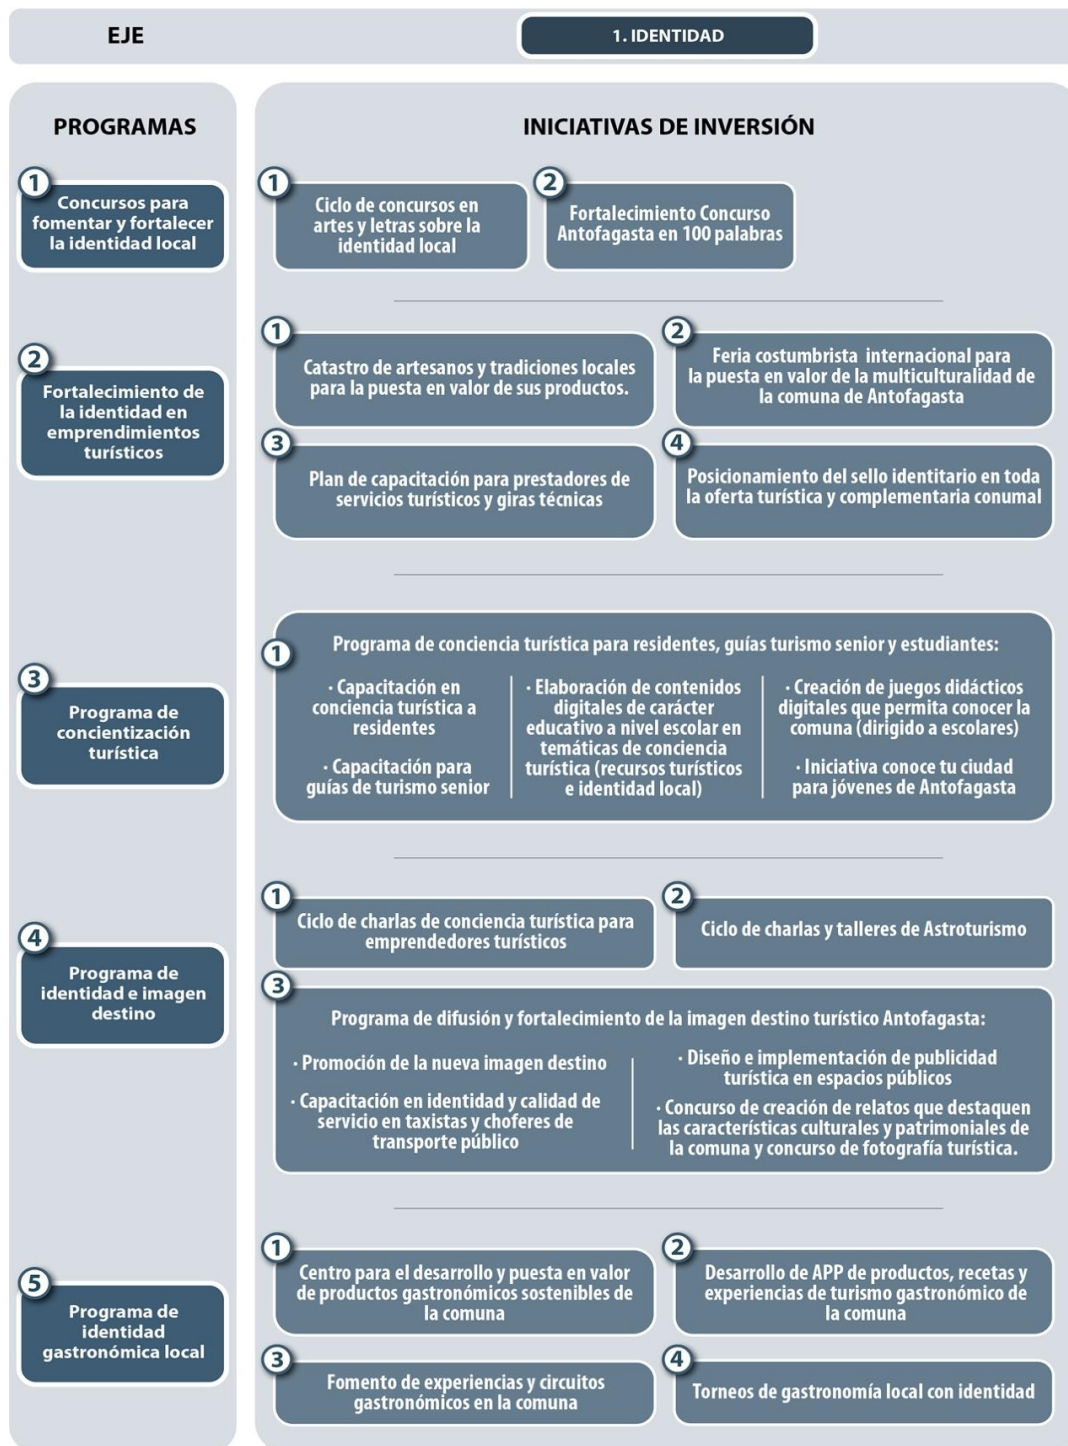 EJE
1. IDENTIDAD
PROGRAMAS
INICIATIVAS DE INVERSIÓN
1
Concursos para
fomentar y fortalecer
la identidad local
1
Ciclo de concursos en
artes y letras sobre la
identidad local
2
Fortalecimiento Concurso
Antofagasta en 100 palabras
2
Fortalecimiento de
la identidad en
emprendimientos
turísticos
1
Catastro de artesanos y tradiciones locales
para la puesta en valor de sus productos.
2
Feria costumbrista internacional para
la puesta en valor de la multiculturalidad de
la comuna de Antofagasta
3
Plan de capacitación para prestadores de
servicios turísticos y giras técnicas
4
Posicionamiento del sello identitario en toda
la oferta turística y complementaria conumal
3
Programa de
concientización
turística
1
Programa de conciencia turística para residentes, guías turismo senior y estudiantes:
· Capacitación en
conciencia turística a
residentes
· Capacitación para
guías de turismo senior
· Elaboración de contenidos
digitales de carácter
educativo a nivel escolar en
temáticas de conciencia
turística (recursos turísticos
e identidad local)
· Creación de juegos didácticos
digitales que permita conocer la
comuna (dirigido a escolares)
· Iniciativa conoce tu ciudad
para jóvenes de Antofagasta
4
Programa de
identidad e imagen
destino
1
Ciclo de charlas de conciencia turística para
emprendedores turísticos
2
Ciclo de charlas y talleres de Astroturismo
3
Programa de difusión y fortalecimiento de la imagen destino turístico Antofagasta:
· Promoción de la nueva imagen destino
· Capacitación en identidad y calidad de
servicio en taxistas y choferes de
transporte público
· Diseño e implementación de publicidad
turística en espacios públicos
· Concurso de creación de relatos que destaquen
las características culturales y patrimoniales de
la comuna y concurso de fotografía turística.
5
Programa de
identidad
gastronómica local
1
Centro para el desarrollo y puesta en valor
de productos gastronómicos sostenibles de
la comuna
2
Desarrollo de APP de productos, recetas y
experiencias de turismo gastronómico de
la comuna
3
Fomento de experiencias y circuitos
gastronómicos en la comuna
4
Torneos de gastronomía local con identidad